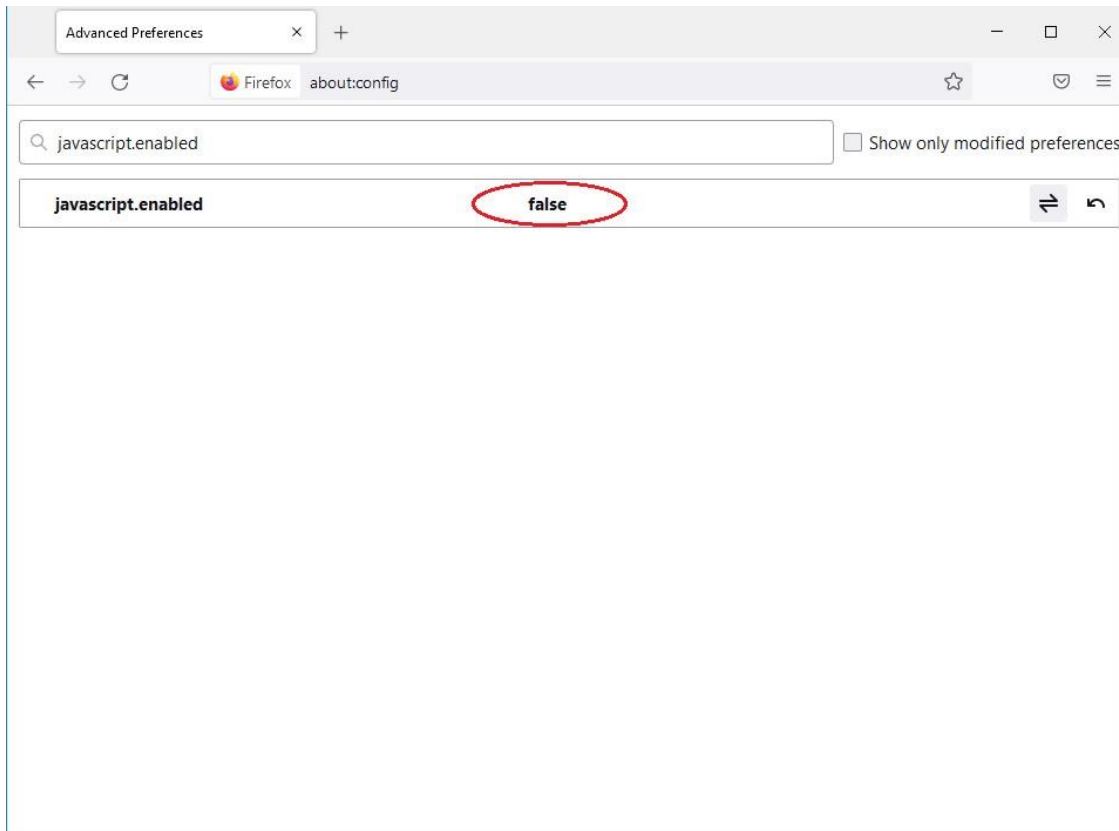 Advanced Preferences
Firefox about:config
javascript.enabled
Show only modified preferences
javascript.enabled false